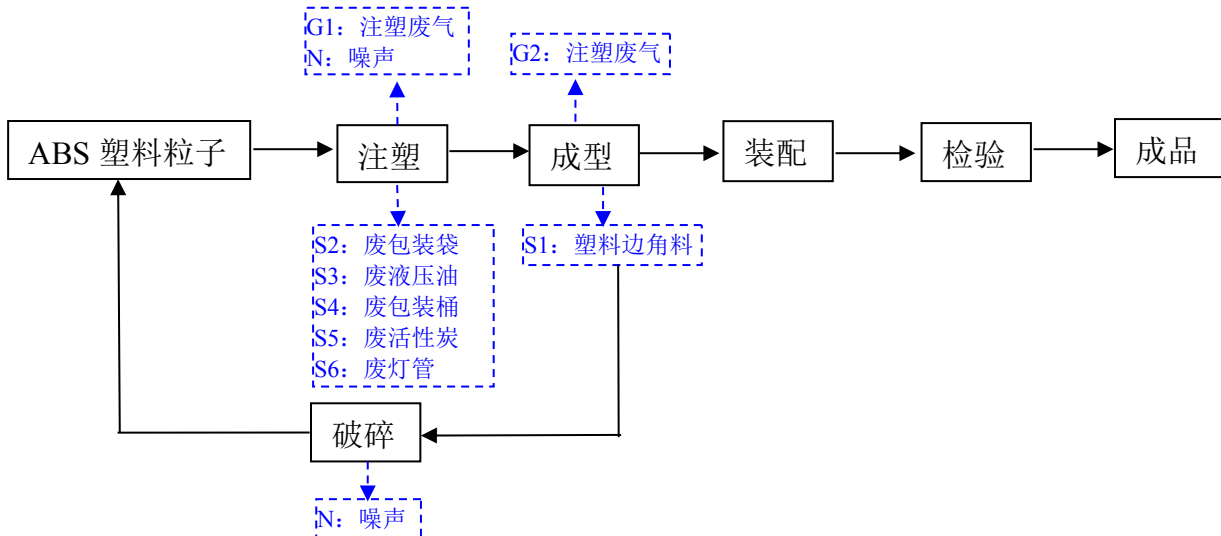 G1：注塑废气
N：噪声
G2：注塑废气
ABS 塑料粒子
注塑
成型
装配
检验
成品
S2：废包装袋
S3：废液压油
S4：废包装桶
S5：废活性炭
S6：废灯管
S1：塑料边角料
破碎
N：噪声